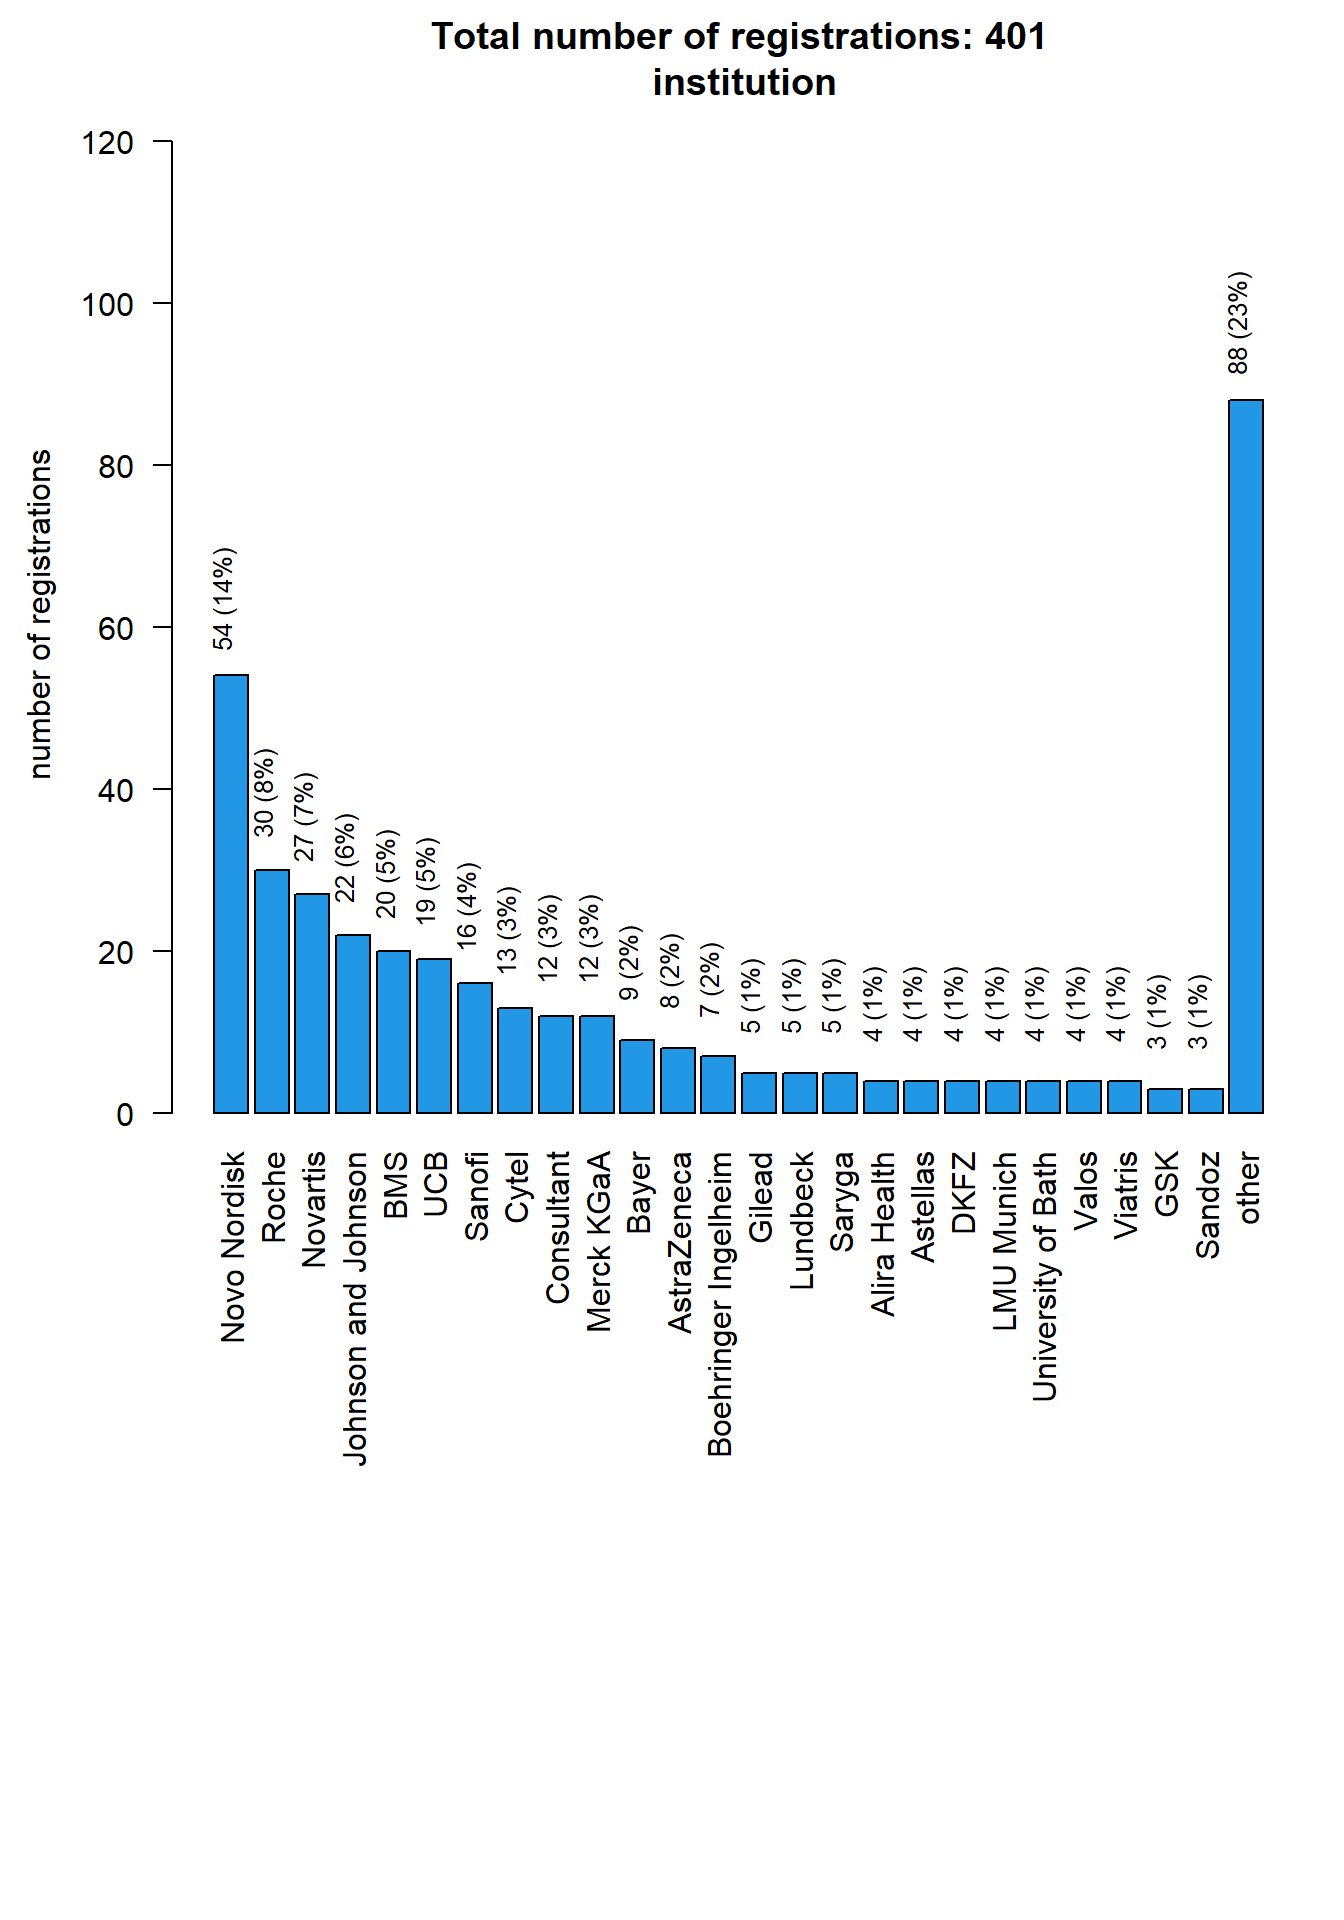 Total number of registrations: 401
institution
number of registrations
120
100
80
60
40
20
0
54 (14%)
30 (8%)
27 (7%)
22 (6%)
20 (5%)
19 (5%)
16 (4%)
13 (3%)
12 (3%)
12 (3%)
9 (2%)
8 (2%)
7 (2%)
5 (1%)
5 (1%)
5 (1%)
4 (1%)
4 (1%)
4 (1%)
4 (1%)
4 (1%)
4 (1%)
4 (1%)
3 (1%)
3 (1%)
88 (23%)
Novo Nordisk
Roche
Novartis
Johnson and Johnson
BMS
UCB
Sanofi
Cytel
Consultant
Merck KGaA
Bayer
AstraZeneca
Boehringer Ingelheim
Gilead
Lundbeck
Saryga
Alira Health
Astellas
DKFZ
LMU Munich
University of Bath
Valos
Viatris
GSK
Sandoz
other